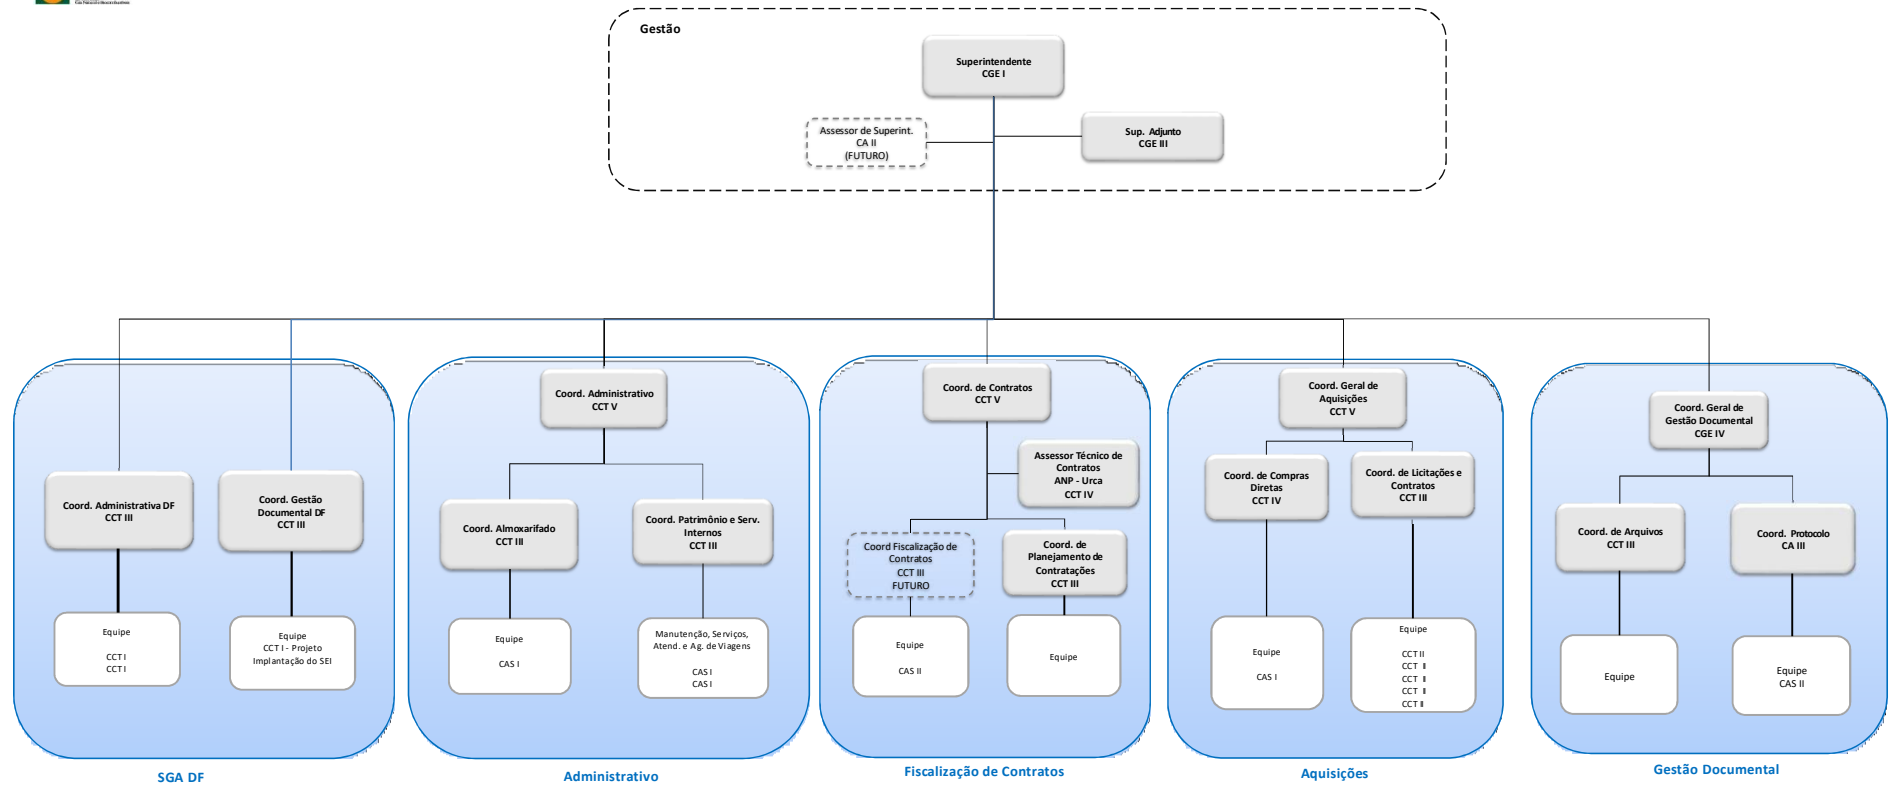 Gestão
Superintendente
CGE I
Assessor de Superint.
CA II
(FUTURO)
Sup. Adjunto
CGE III
Coord. Administrativa DF
CCT III
Coord. Gestão
Documental DF
CCT III
Equipe
CCT I
CCT I
Equipe
CCT I - Projeto
Implantação do SEI
SGA DF
Coord. Administrativo
CCT V
Coord. Almoxarifado
CCT III
Coord. Patrimônio e Serv.
Internos
CCT III
Equipe
CAS I
Manutenção, Serviços,
Atend. e Ag. de Viagens
CAS I
CAS I
Administrativo
Coord. de Contratos
CCT V
Assessor Técnico de
Contratos
ANP - Urca
CCT IV
Coord Fiscalização de
Contratos
CCT III
FUTURO
Coord. de
Planejamento de
Contratações
CCT III
Equipe
CAS II
Equipe
Fiscalização de Contratos
Coord. Geral de
Aquisições
CCT V
Coord. de Compras
Diretas
CCT IV
Coord. de Licitações e
Contratos
CCT III
Equipe
CAS I
Equipe
CCT II
CCT II
CCT II
CCT II
CCT II
Aquisições
Coord. Geral de
Gestão Documental
CGE IV
Coord. de Arquivos
CCT III
Coord. Protocolo
CA III
Equipe
Equipe
CAS II
Gestão Documental